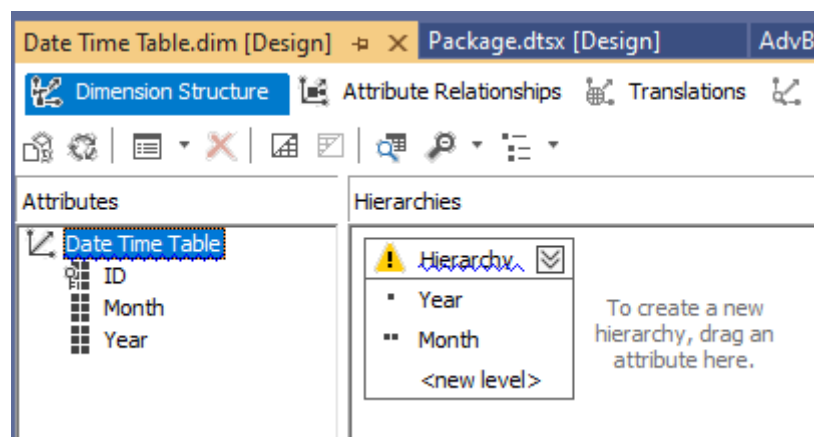 Date Time Table.dim [Design]
Package.dtsx [Design]
AdvB
Dimension Structure
Attribute Relationships
Translations
Attributes
Hierarchies
Date Time Table
ID
Month
Year
Hierarchy
Year
Month
<new level>
To create a new
hierarchy, drag an
attribute here.